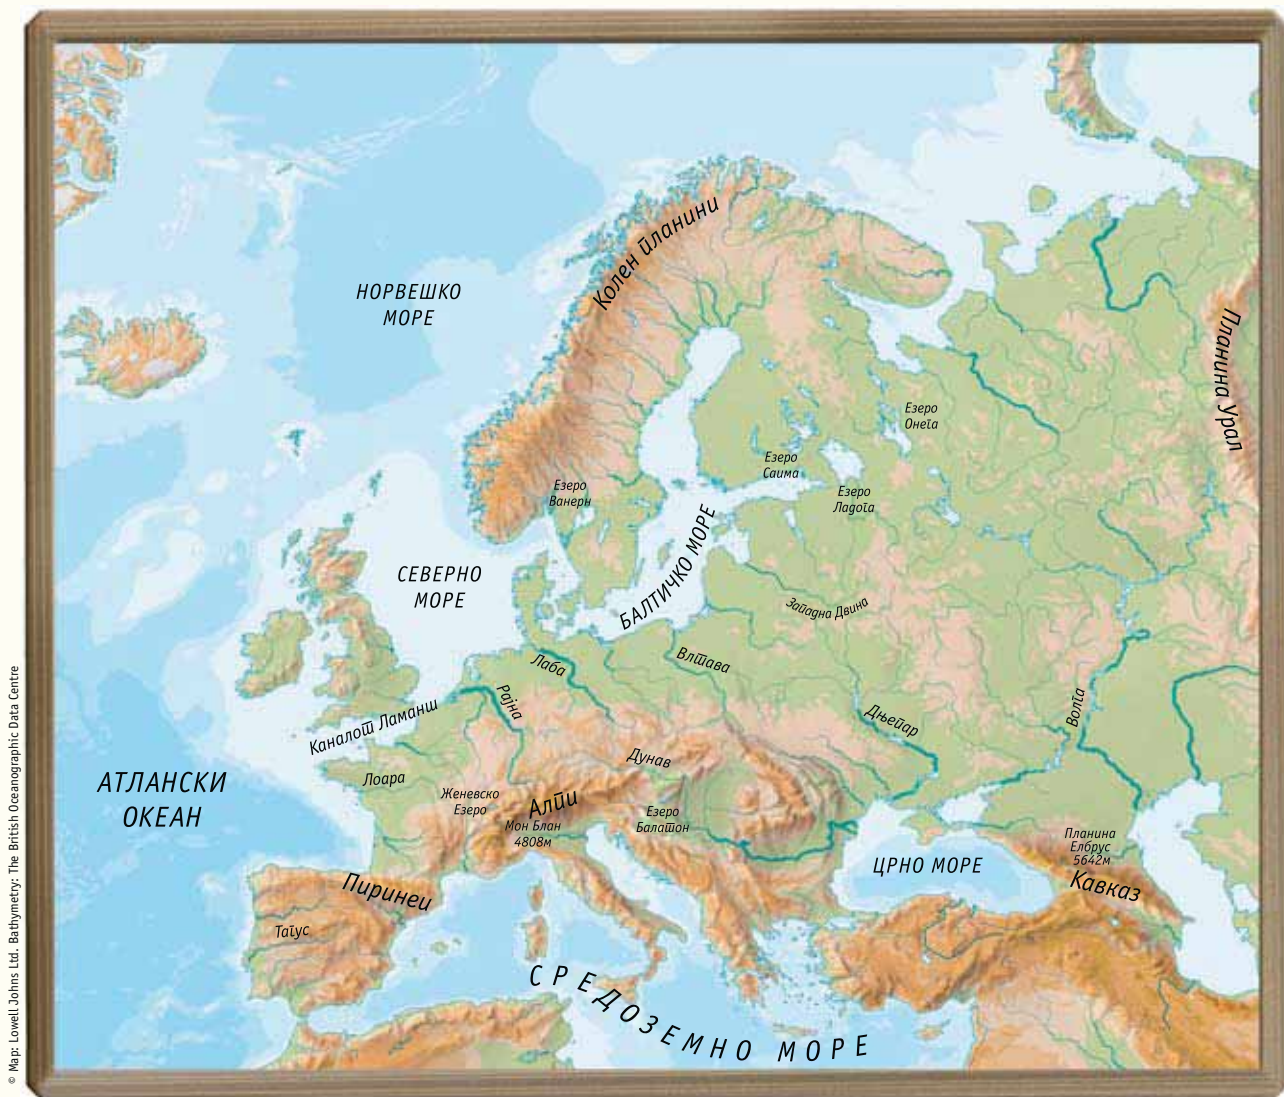 НОРВЕШКО
МОРЕ
Колен планини
Планина Урал
Езеро
Онега
Езеро
Саима
Езеро
Ванерн
Езеро
Ладога
СЕВЕРНО
МОРЕ
БАЛТИЧКО МОРЕ
Западна Двина
Лаба
Влтава
Рајна
Каналот Ламанш
Волга
Дњепар
АТЛАНСКИ
ОКЕАН
Лоара
Дунав
Женевско
Езеро
Алпи
Мон Блан
4808м
Езеро
Балатон
Планина
Елбрус
5642м
ЦРНО МОРЕ
Кавказ
Пиринеи
Тагус
СРЕДОЗЕМНО МОРЕ
© Map: Lowell Johns Ltd. Bathymetry: The British Oceanographic Data Centre